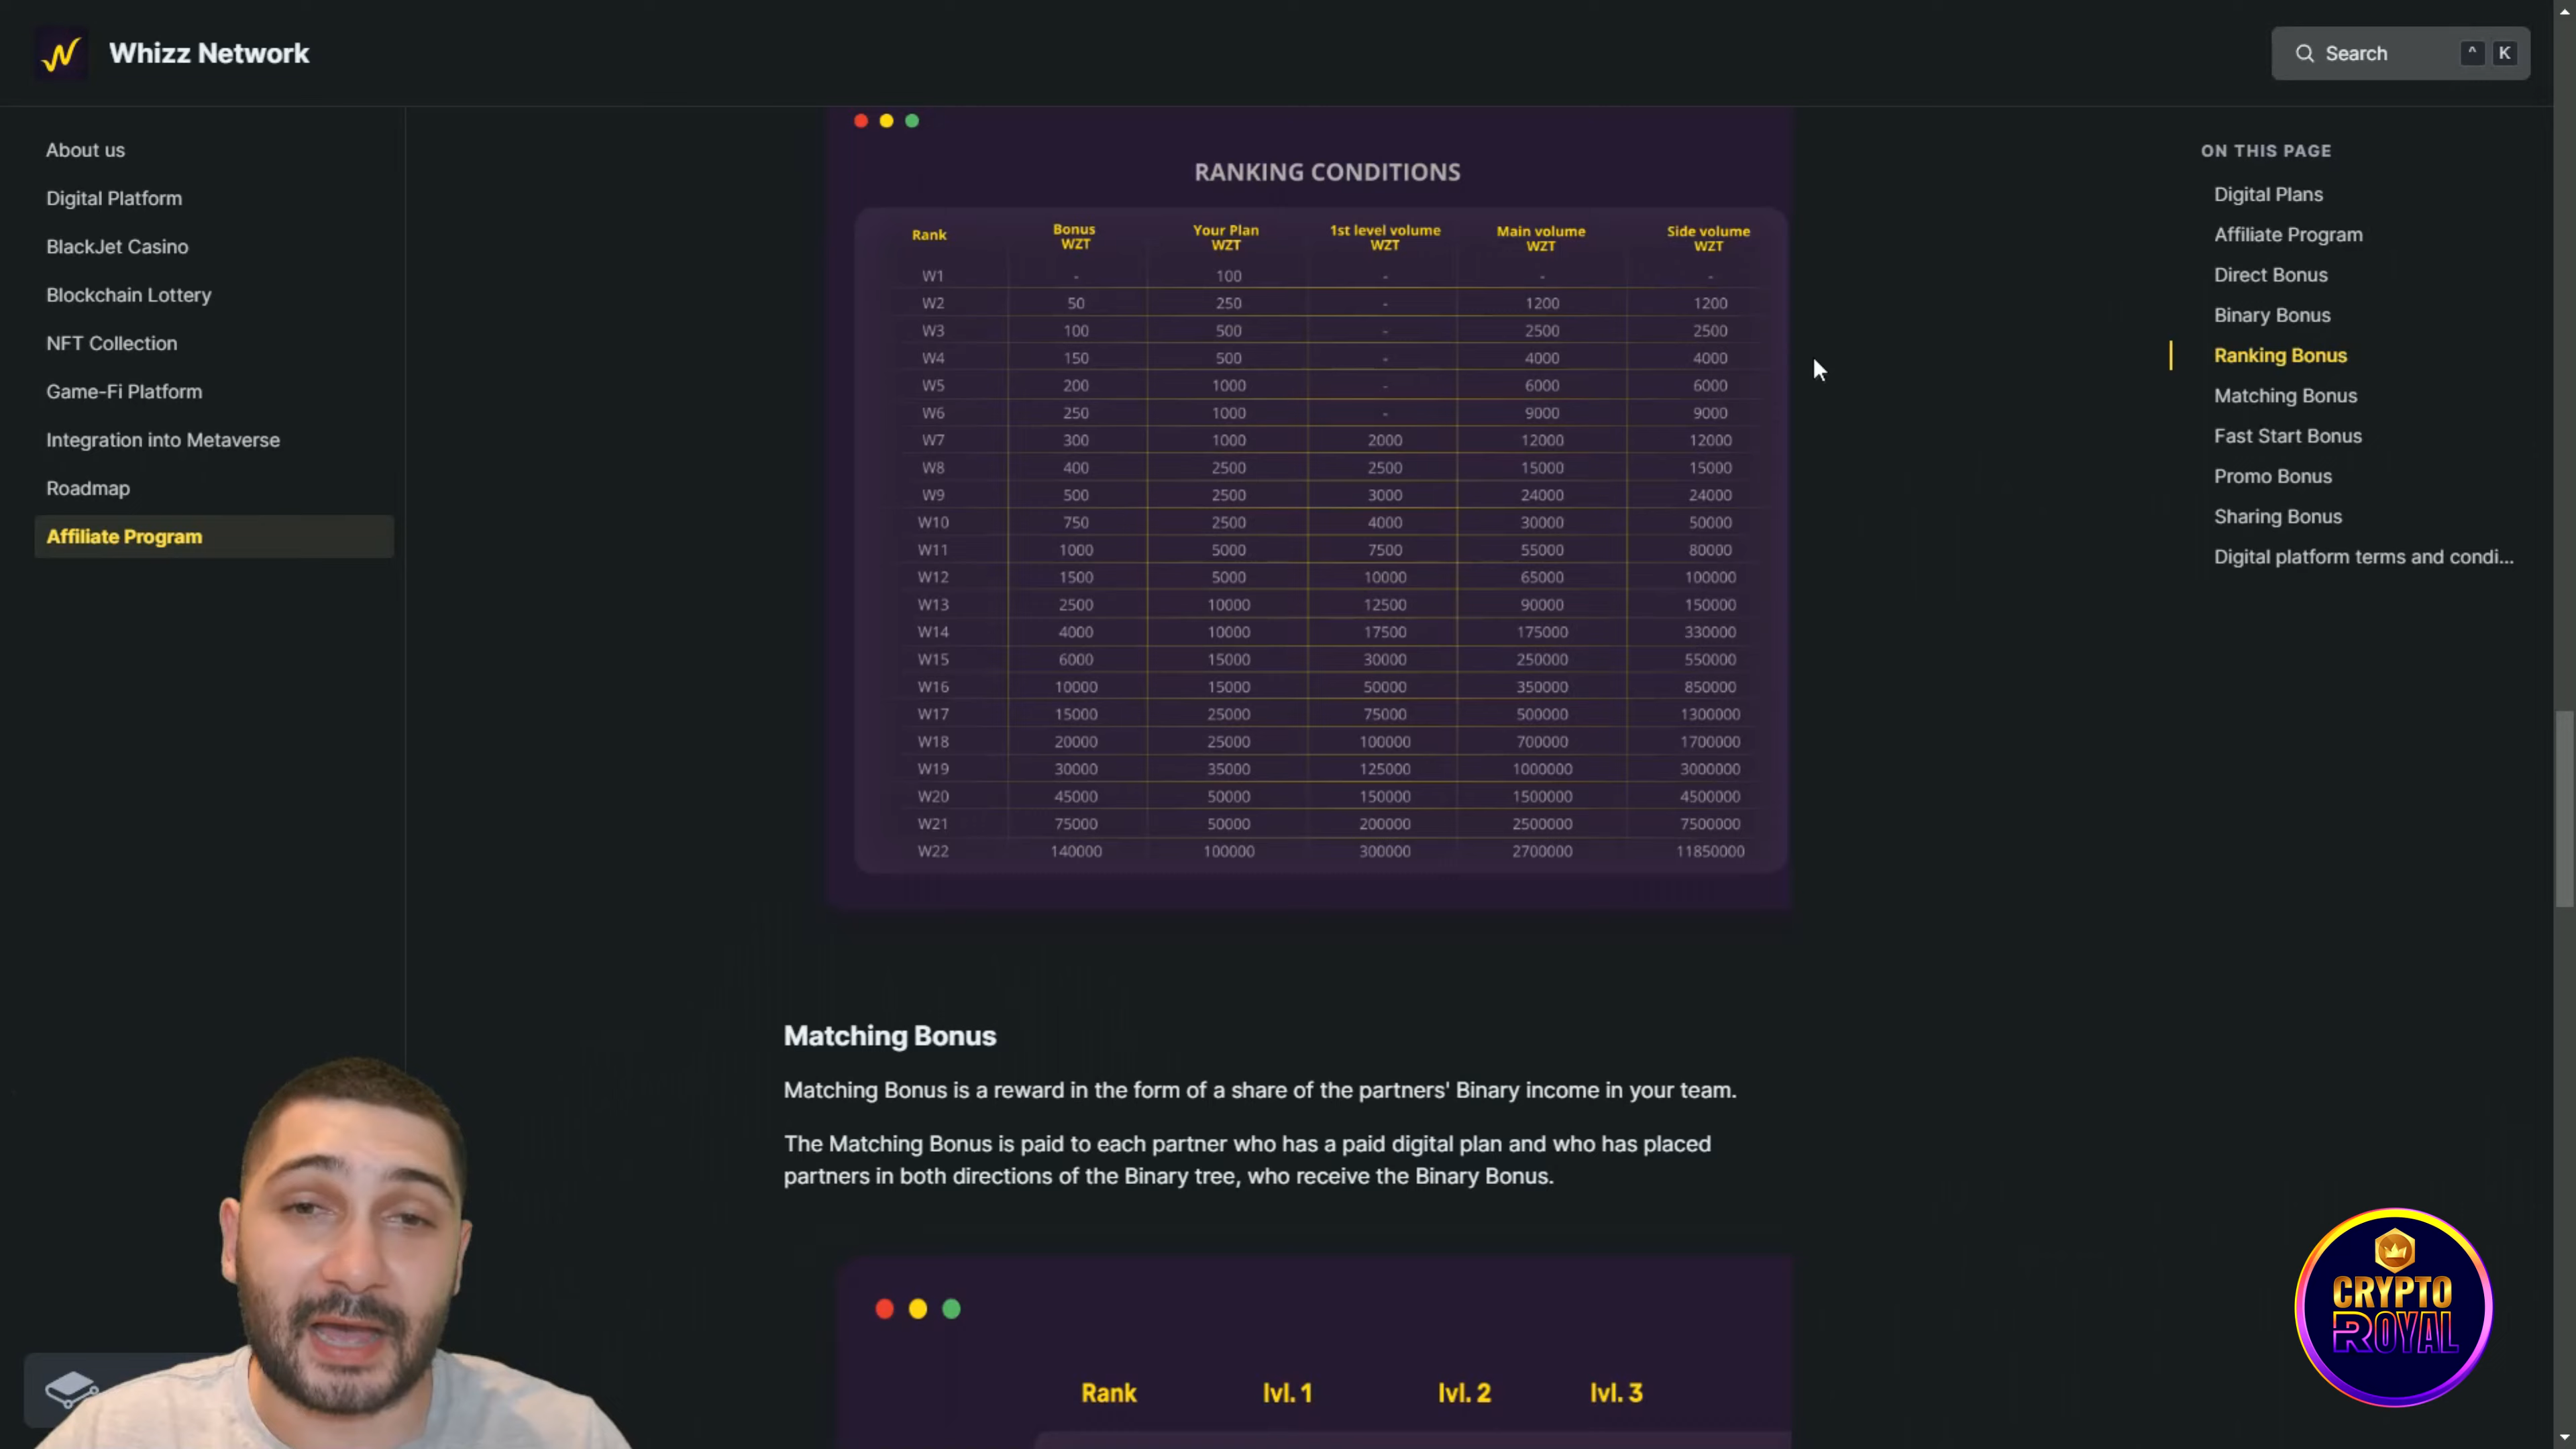 Whizz Network
Search ^ K
About us
Digital Platform
BlackJet Casino
Blockchain Lottery
NFT Collection
Game-Fi Platform
Integration into Metaverse
Roadmap
Affiliate Program
RANKING CONDITIONS
Rank Bonus WZT Your Plan WZT 1st level volume WZT Main volume WZT Side volume WZT
W1 - 100 - - -
W2 50 250 - 1200 1200
W3 100 500 - 2500 2500
W4 150 500 - 4000 4000
W5 200 1000 - 6000 6000
W6 250 1000 - 9000 9000
W7 300 1000 2000 12000 12000
W8 400 2500 2500 15000 15000
W9 500 2500 3000 24000 24000
W10 750 2500 4000 30000 50000
W11 1000 5000 7500 55000 80000
W12 1500 5000 10000 65000 100000
W13 2500 10000 12500 90000 150000
W14 4000 10000 17500 175000 330000
W15 6000 15000 30000 250000 550000
W16 10000 15000 50000 350000 850000
W17 15000 25000 75000 500000 1300000
W18 20000 25000 100000 700000 1700000
W19 30000 35000 125000 1000000 3000000
W20 45000 50000 150000 1500000 4500000
W21 75000 50000 200000 2500000 7500000
W22 140000 100000 300000 2700000 11850000
Matching Bonus
Matching Bonus is a reward in the form of a share of the partners' Binary income in your team.
The Matching Bonus is paid to each partner who has a paid digital plan and who has placed
partners in both directions of the Binary tree, who receive the Binary Bonus.
Rank lvl. 1 lvl. 2 lvl. 3
ON THIS PAGE
Digital Plans
Affiliate Program
Direct Bonus
Binary Bonus
Ranking Bonus
Matching Bonus
Fast Start Bonus
Promo Bonus
Sharing Bonus
Digital platform terms and condi...
CRYPTO
ROYAL